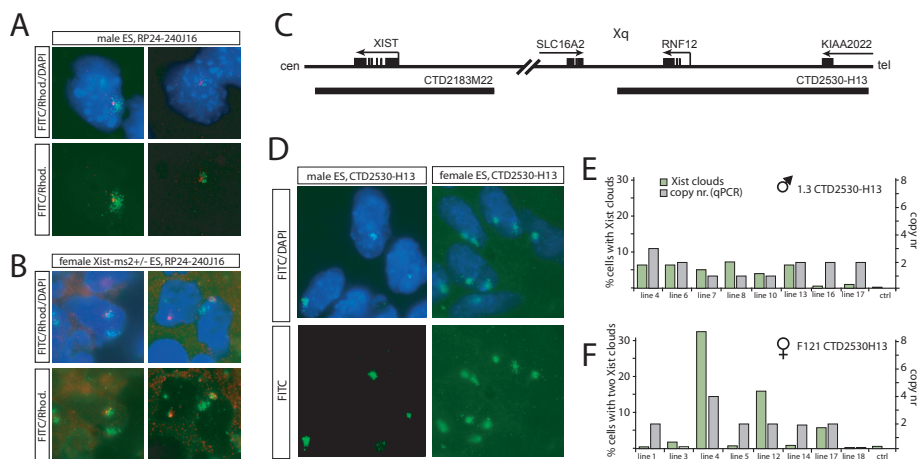 A
male ES, RP24-240J16
FITC/Rhod./DAPI
FITC/Rhod.
B
female Xist-ms2+/- ES, RP24-240J16
FITC/Rhod./DAPI
FITC/Rhod.
C
Xq
XIST
SLC16A2
RNF12
KIAA2022
cen
tel
CTD2183M22
CTD2530-H13
D
male ES, CTD2530-H13
female ES, CTD2530-H13
FITC/DAPI
FITC
E
Xist clouds
copy nr. (qPCR)
1.3 CTD2530-H13
% cells with Xist clouds
30
20
10
8
6
4
2
0
copy nr.
line 4 line 6 line 7 line 8 line 10 line 13 line 16 line 17 ctrl
F
F121 CTD2530H13
% cells with two Xist clouds
30
20
10
8
6
4
2
0
copy nr
line 1 line 3 line 4 line 5 line 12 line 14 line 17 line 18 ctrl